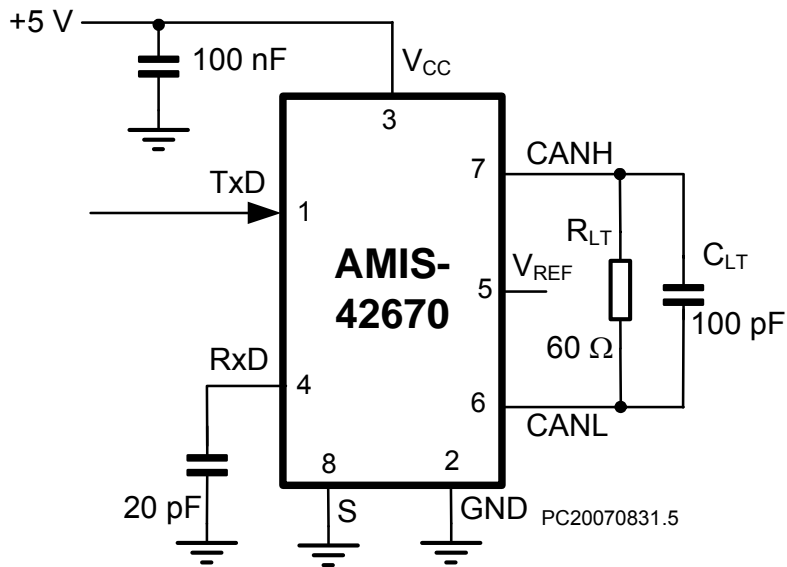 +5 V
100 nF
VCC
3
7
CANH
TxD
1
RLT
CLT
AMIS-
42670
5
VREF
60 Ω
100 pF
RxD
4
6
CANL
8
2
20 pF
S
GND
PC20070831.5